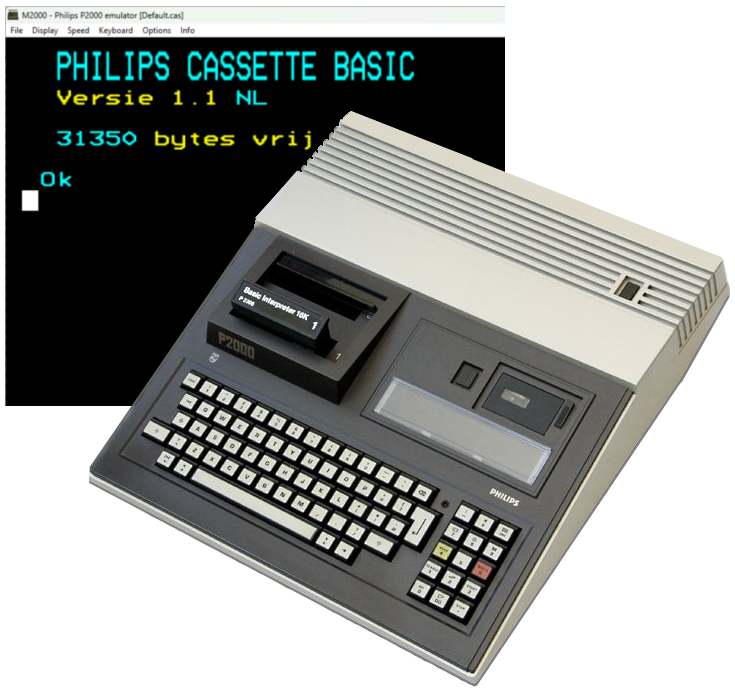 M2000 - Philips P2000 emulator [Default.cas]
File Display Speed Keyboard Options Info
PHILIPS CASSETTE BASIC
Versie 1.1 NL
31350 bytes vrij
Ok
Basic Interpreter 16K
P 2305
1
P2000
1
PHILIPS
Q W E R T Y U I O P
A S D F G H J K L
Z X C V B N M